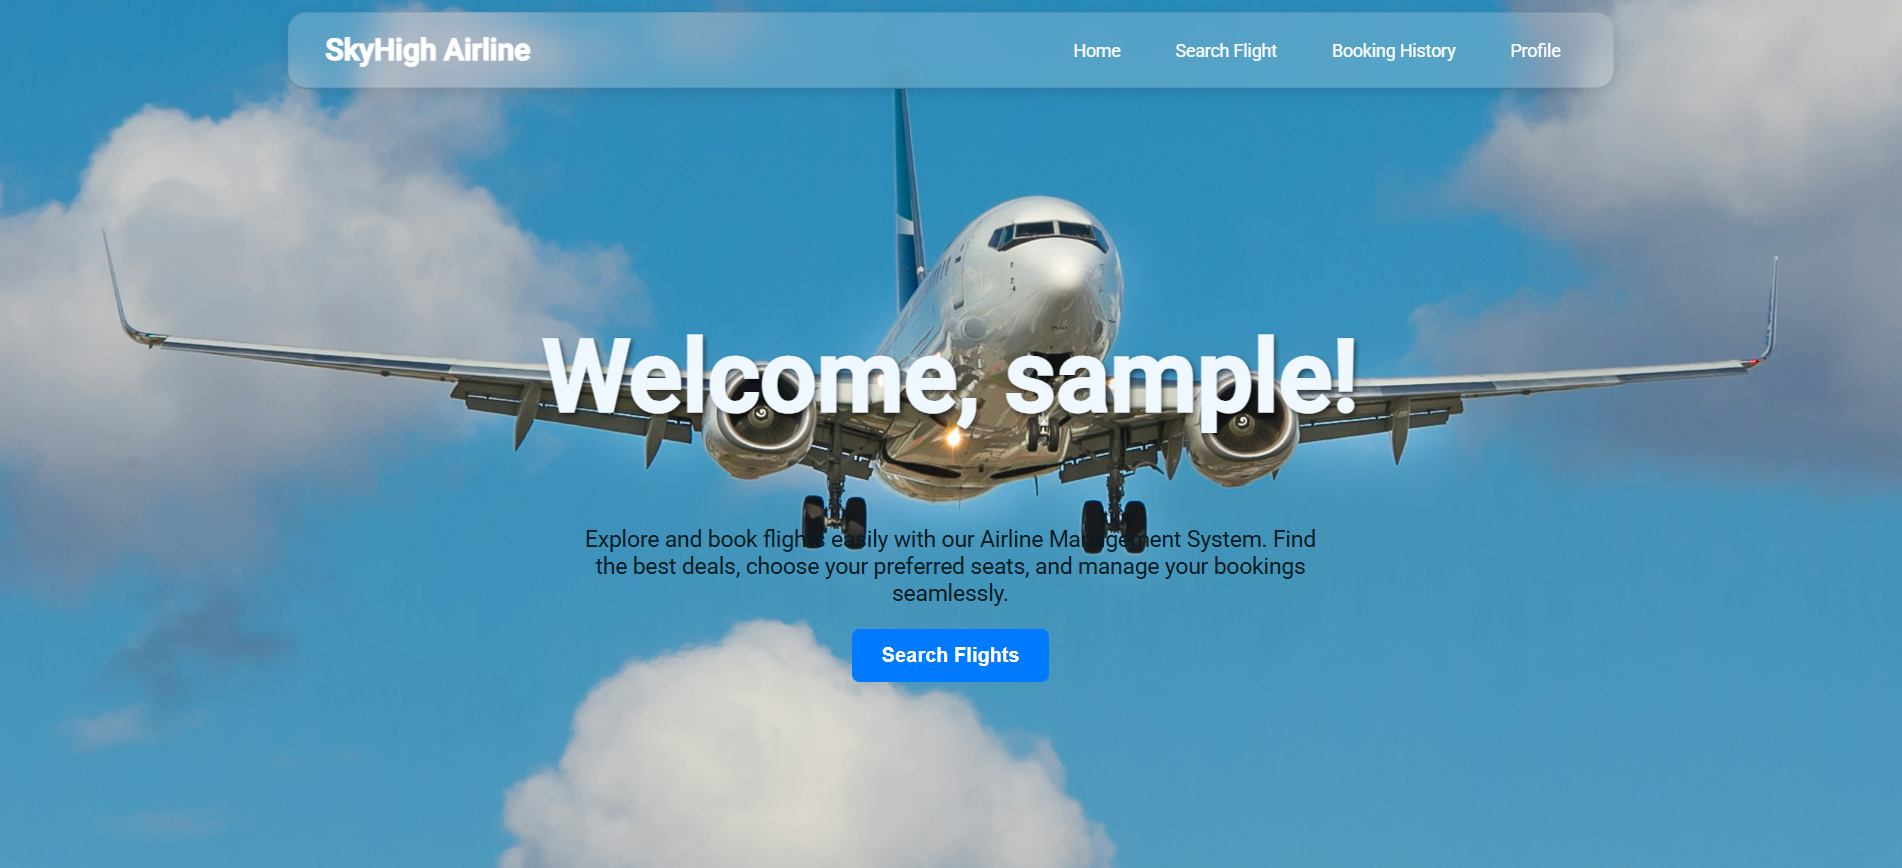 SkyHigh Airline
Home
Search Flight
Booking History
Profile
Welcome, sample!
Explore and book flights easily with our Airline Management System. Find
the best deals, choose your preferred seats, and manage your bookings
seamlessly.
Search Flights